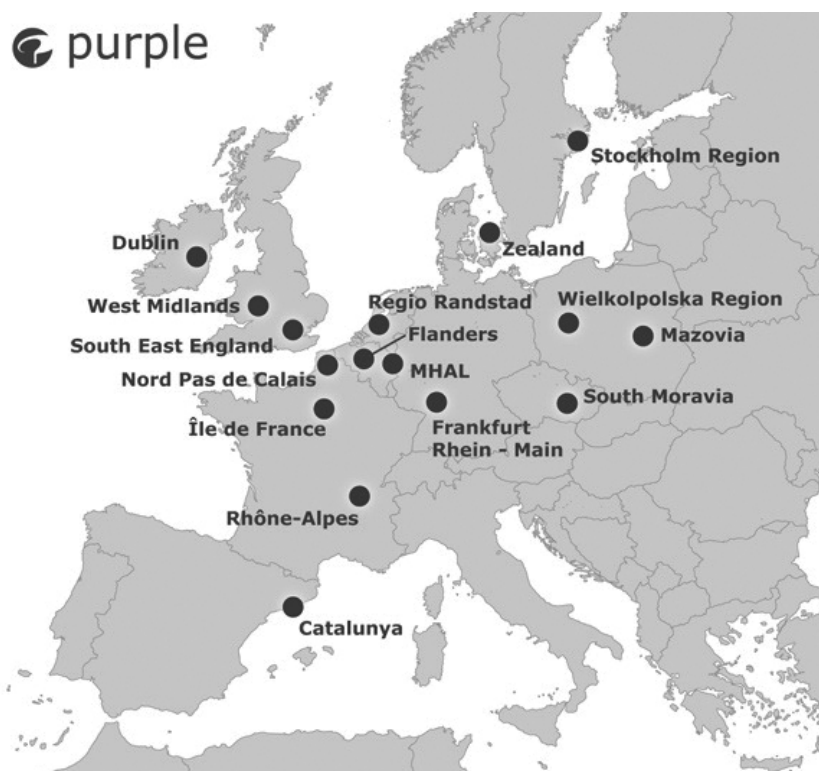 purple
Stockholm Region
Dublin
Zealand
West Midlands
Regio Randstad
Wielkolpolska Region
Flanders
Mazovia
South East England
Nord Pas de Calais
MHAL
South Moravia
Île de France
Frankfurt
Rhein - Main
Rhône-Alpes
Catalunya